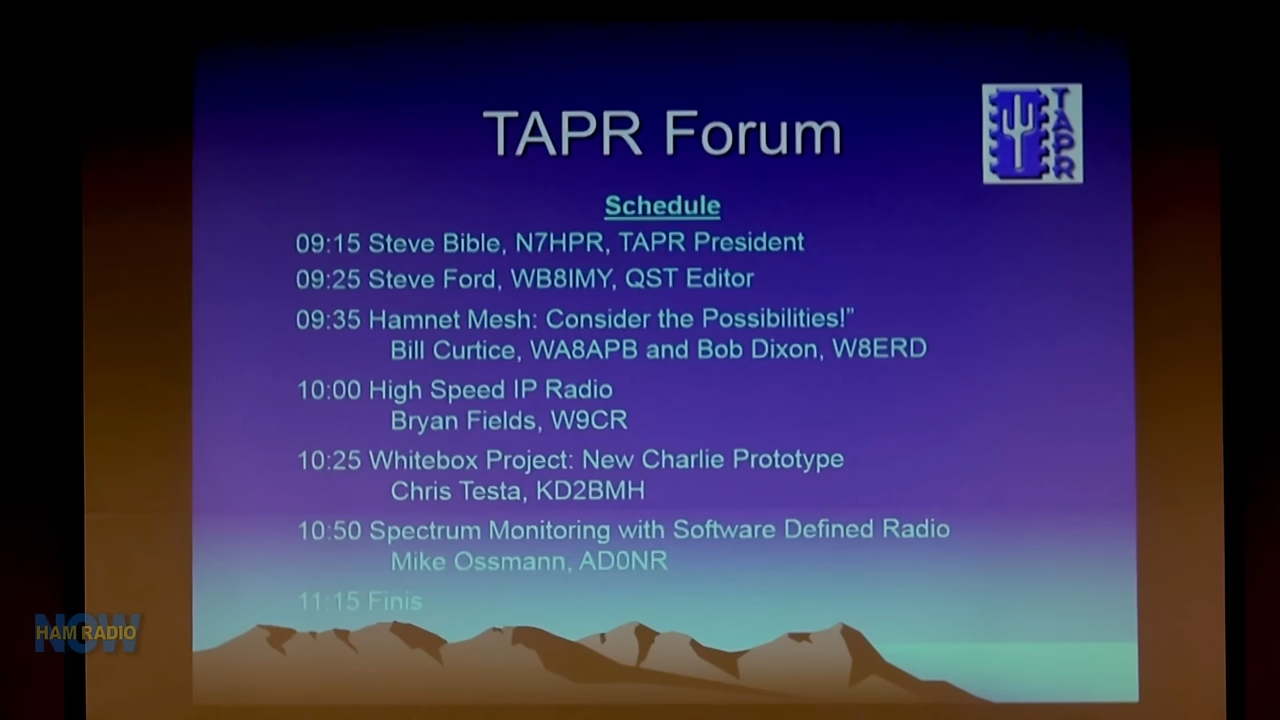 TAPR Forum
TAPR
Schedule
09:15 Steve Bible, N7HPR, TAPR President
09:25 Steve Ford, WB8IMY, QST Editor
09:35 Hamnet Mesh: Consider the Possibilities!”
Bill Curtice, WA8APB and Bob Dixon, W8ERD
10:00 High Speed IP Radio
Bryan Fields, W9CR
10:25 Whitebox Project: New Charlie Prototype
Chris Testa, KD2BMH
10:50 Spectrum Monitoring with Software Defined Radio
Mike Ossmann, AD0NR
11:15 Finis
HAM RADIO
NOW